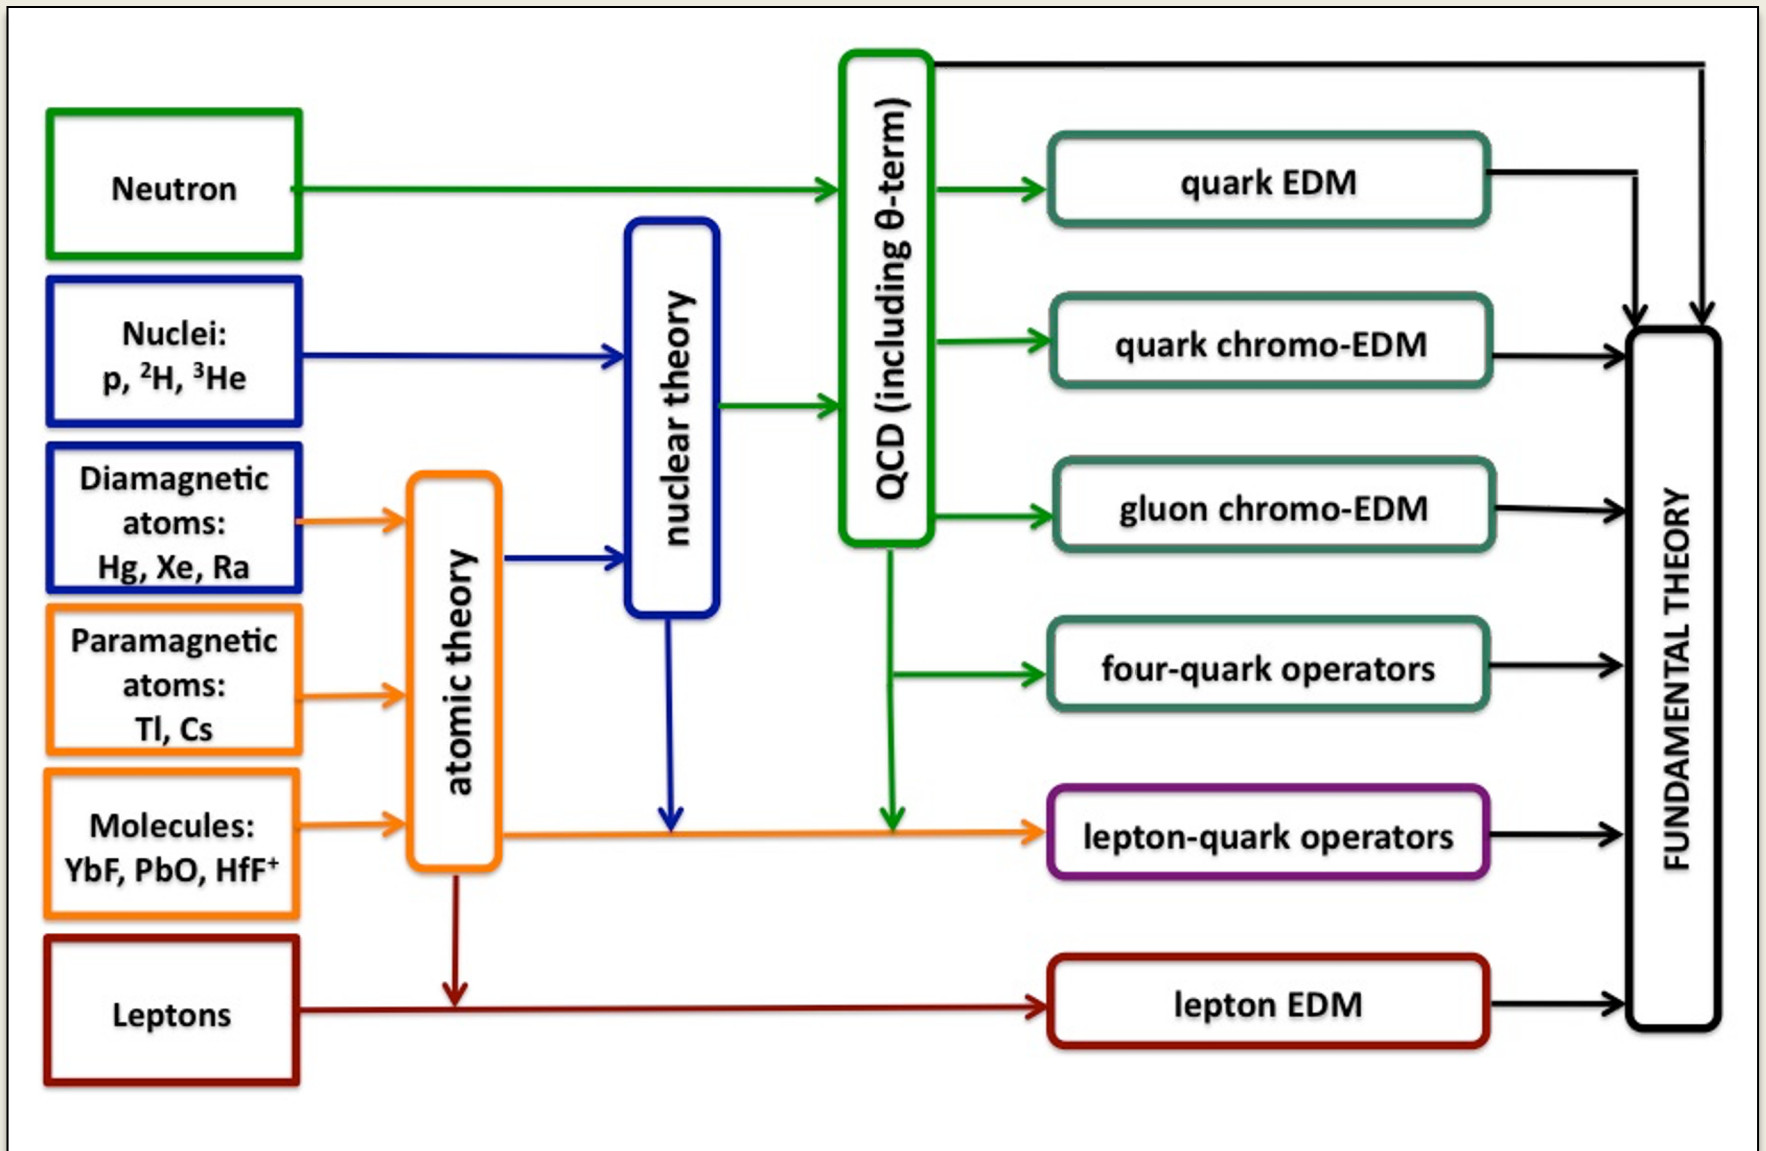 Neutron
Nuclei:
p, ²H, ³He
Diamagnetic
atoms:
Hg, Xe, Ra
Paramagnetic
atoms:
Tl, Cs
Molecules:
YbF, PbO, HfF⁺
Leptons
atomic theory
nuclear theory
QCD (including θ-term)
quark EDM
quark chromo-EDM
gluon chromo-EDM
four-quark operators
lepton-quark operators
lepton EDM
FUNDAMENTAL THEORY